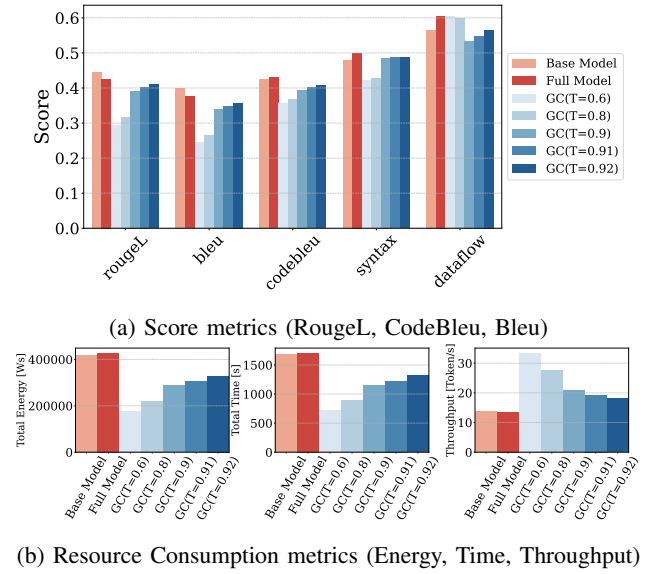 0.6
0.5
0.4
0.3
0.2
0.1
0.0
Score
rougeL
bleu
codebleu
syntax
dataflow
Base Model
Full Model
GC(T=0.6)
GC(T=0.8)
GC(T=0.9)
GC(T=0.91)
GC(T=0.92)
(a) Score metrics (RougeL, CodeBleu, Bleu)
Total Energy [Ws]
400000
200000
0
Base Model
Full Model
GC(T=0.6)
GC(T=0.8)
GC(T=0.9)
GC(T=0.91)
GC(T=0.92)
Total Time [s]
1500
1000
500
0
Base Model
Full Model
GC(T=0.6)
GC(T=0.8)
GC(T=0.9)
GC(T=0.91)
GC(T=0.92)
Throughput [Token/s]
30
20
10
0
Base Model
Full Model
GC(T=0.6)
GC(T=0.8)
GC(T=0.9)
GC(T=0.91)
GC(T=0.92)
(b) Resource Consumption metrics (Energy, Time, Throughput)